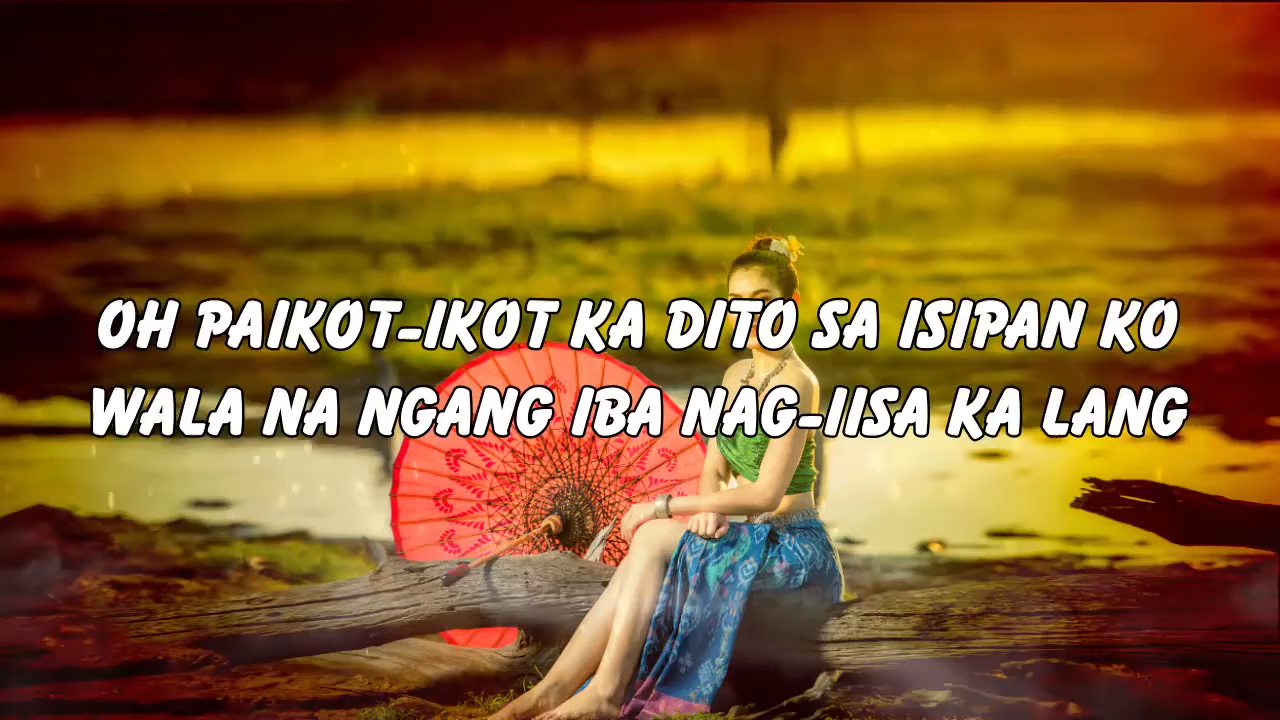 OH PAIKOT-IKOT KA DITO SA ISIPAN KO
WALA NA NGANG IBA NAG-IISA KA LANG